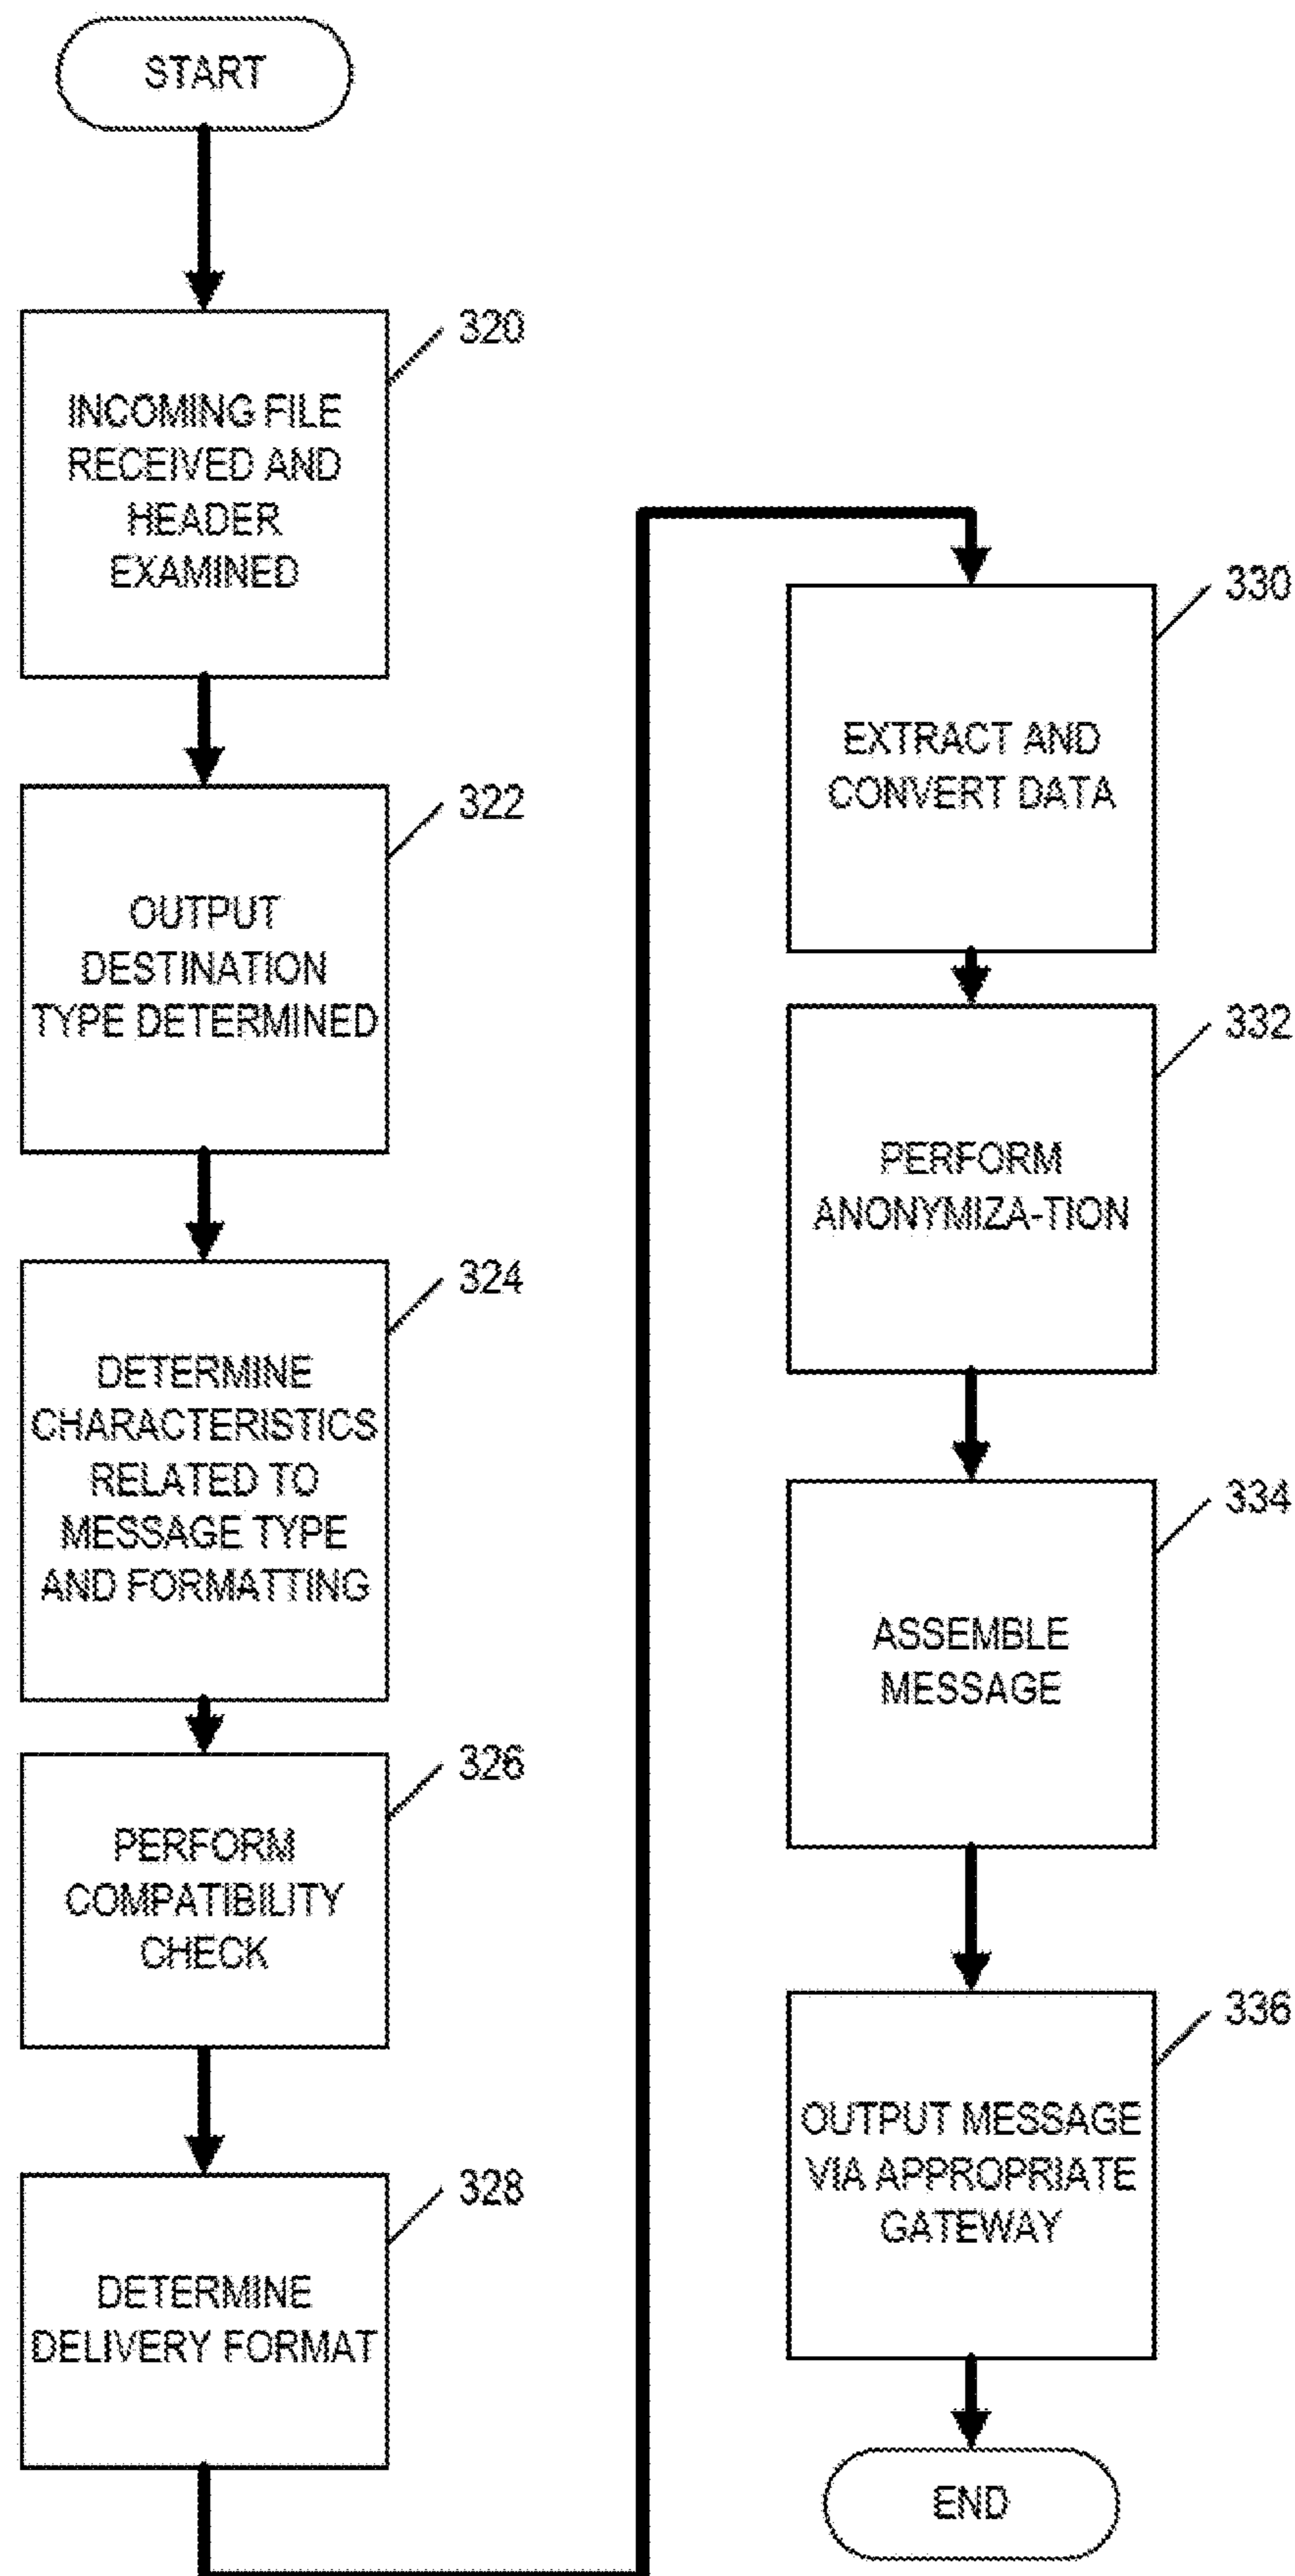 START
320
INCOMING FILE
RECEIVED AND
HEADER
EXAMINED
322
OUTPUT
DESTINATION
TYPE DETERMINED
324
DETERMINE
CHARACTERISTICS
RELATED TO
MESSAGE TYPE
AND FORMATTING
326
PERFORM
COMPATIBILITY
CHECK
328
DETERMINE
DELIVERY FORMAT
330
EXTRACT AND
CONVERT DATA
332
PERFORM
ANONYMIZA-TION
334
ASSEMBLE
MESSAGE
336
OUTPUT MESSAGE
VIA APPROPRIATE
GATEWAY
END